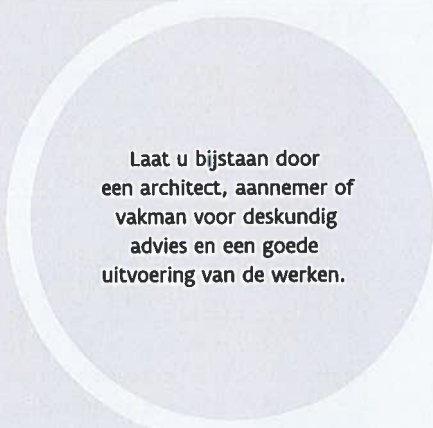 Laat u bijstaan door
een architect, aannemer of
vakman voor deskundig
advies en een goede
uitvoering van de werken.